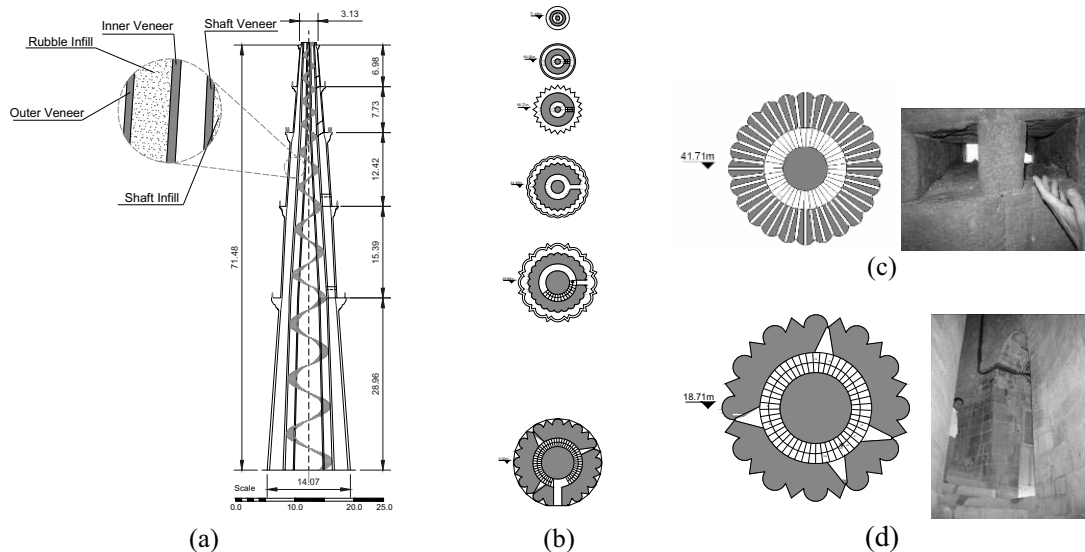 3.13
Inner Veneer
Shaft Veneer
Rubble Infill
Outer Veneer
Shaft Infill
6.98
7.73
12.42
15.39
28.96
71.48
14.07
Scale
0.0
10.0
20.0
25.0
(a)
(b)
41.71m
(c)
18.71m
(d)